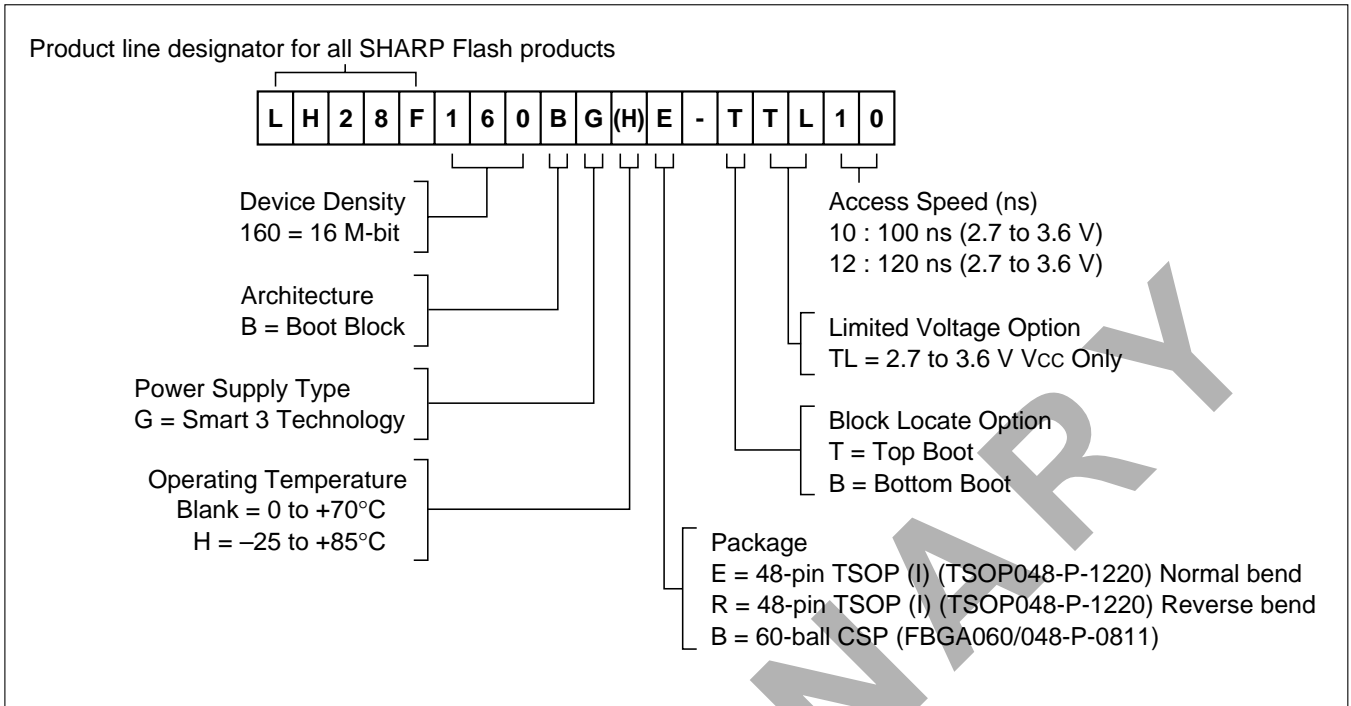 Product line designator for all SHARP Flash products
L H 2 8 F 1 6 0 B G (H) E - T T L 1 0
Device Density
160 = 16 M-bit
Architecture
B = Boot Block
Power Supply Type
G = Smart 3 Technology
Operating Temperature
Blank = 0 to +70°C
H = –25 to +85°C
Access Speed (ns)
10 : 100 ns (2.7 to 3.6 V)
12 : 120 ns (2.7 to 3.6 V)
Limited Voltage Option
TL = 2.7 to 3.6 V VCC Only
Block Locate Option
T = Top Boot
B = Bottom Boot
Package
E = 48-pin TSOP (I) (TSOP048-P-1220) Normal bend
R = 48-pin TSOP (I) (TSOP048-P-1220) Reverse bend
B = 60-ball CSP (FBGA060/048-P-0811)
NARY